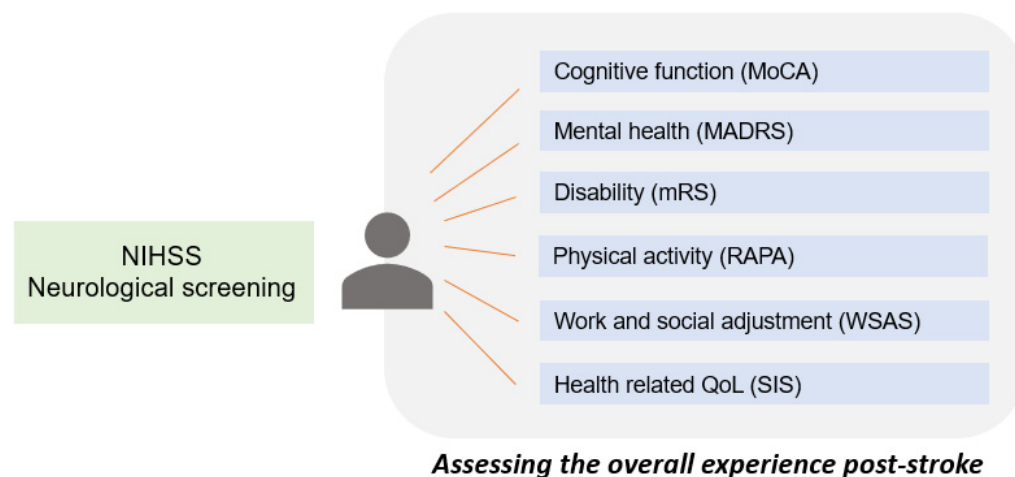 NIHSS
Neurological screening
Cognitive function (MoCA)
Mental health (MADRS)
Disability (mRS)
Physical activity (RAPA)
Work and social adjustment (WSAS)
Health related QoL (SIS)
Assessing the overall experience post-stroke